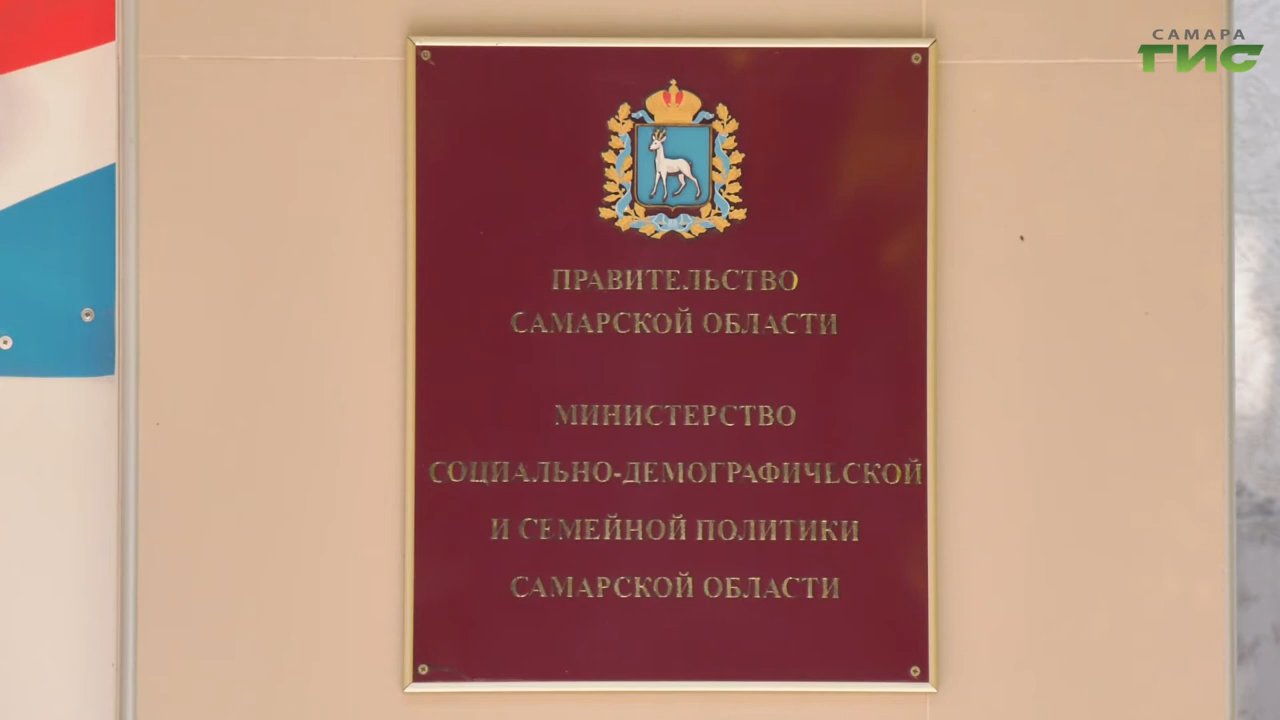 САМАРА
ГИС
ПРАВИТЕЛЬСТВО
САМАРСКОЙ ОБЛАСТИ
МИНИСТЕРСТВО
СОЦИАЛЬНО-ДЕМОГРАФИЧЕСКОЙ
И СЕМЕЙНОЙ ПОЛИТИКИ
САМАРСКОЙ ОБЛАСТИ